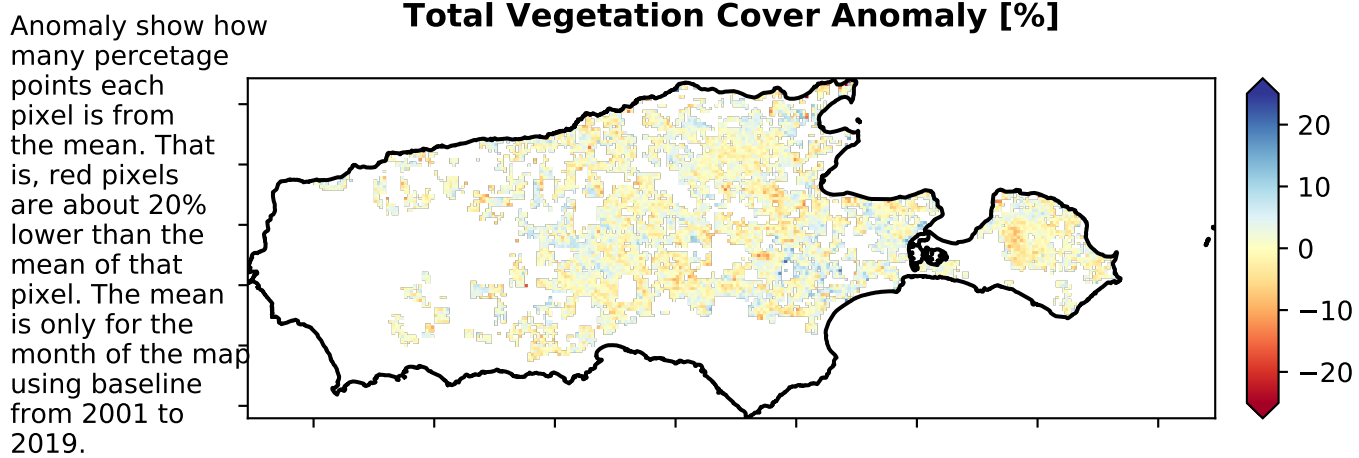 Total Vegetation Cover Anomaly [%]
Anomaly show how
many percetage
points each
pixel is from
the mean. That
is, red pixels
are about 20%
lower than the
mean of that
pixel. The mean
is only for the
month of the map
using baseline
from 2001 to
2019.
20
10
0
−10
−20